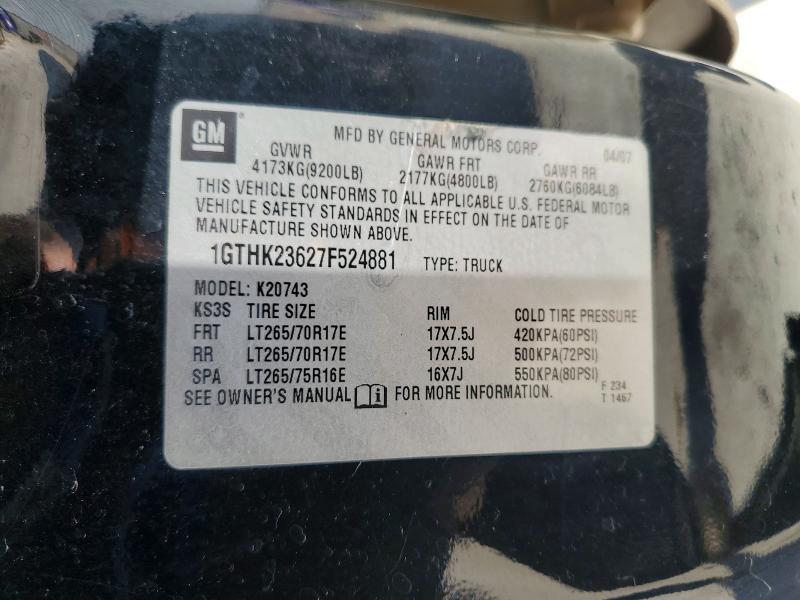 GM
MFD BY GENERAL MOTORS CORP. 04/07
GVWR GAWR FRT GAWR RR
4173KG(9200LB) 2177KG(4800LB) 2760KG(6084LB)
THIS VEHICLE CONFORMS TO ALL APPLICABLE U.S. FEDERAL MOTOR
VEHICLE SAFETY STANDARDS IN EFFECT ON THE DATE OF
MANUFACTURE SHOWN ABOVE.
1GTHK23627F524881 TYPE: TRUCK
MODEL: K20743
KS3S TIRE SIZE RIM COLD TIRE PRESSURE
FRT LT265/70R17E 17X7.5J 420KPA(60PSI)
RR LT265/70R17E 17X7.5J 500KPA(72PSI)
SPA LT265/75R16E 16X7J 550KPA(80PSI)
SEE OWNER'S MANUAL i FOR MORE INFORMATION.
F 234
T 1467